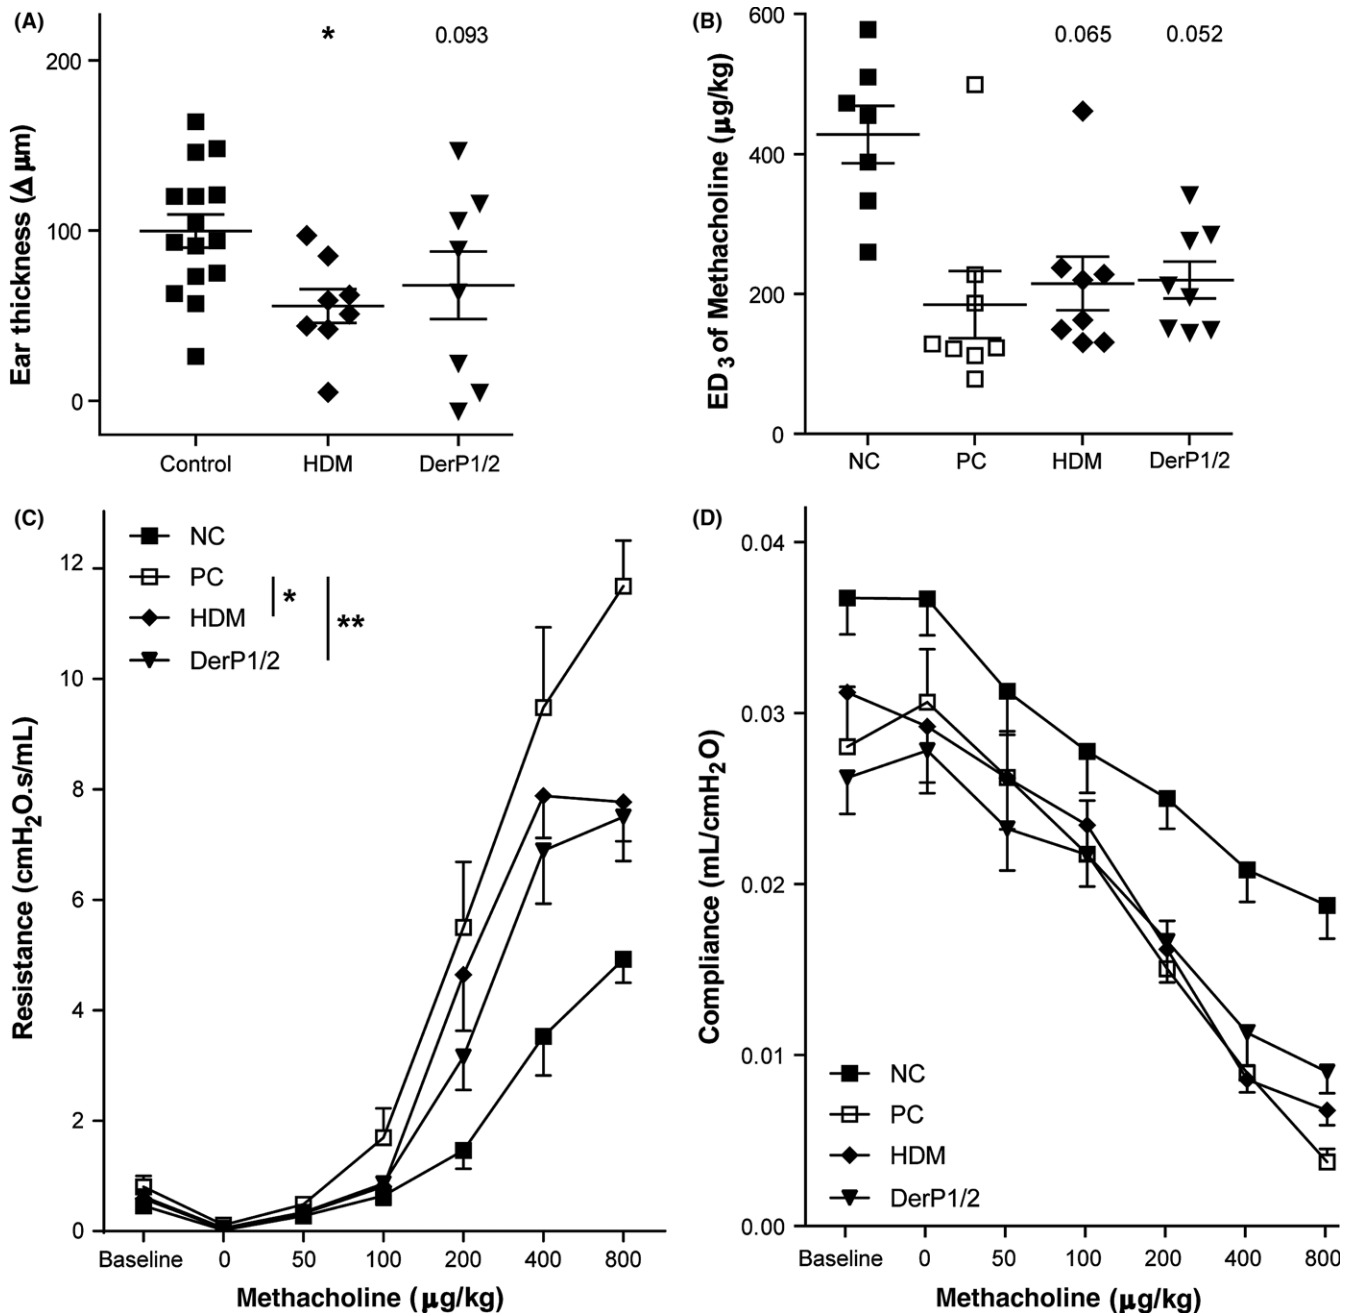 (A)
Ear thickness (Δ μm)
200
100
0
*
0.093
Control HDM DerP1/2
(B)
ED3 of Methacholine (μg/kg)
600
400
200
0
0.065 0.052
NC PC HDM DerP1/2
(C)
Resistance (cmH2O.s/mL)
12
10
8
6
4
2
0
NC
PC
HDM
DerP1/2
*
**
Baseline 0 50 100 200 400 800
Methacholine (μg/kg)
(D)
Compliance (mL/cmH2O)
0.04
0.03
0.02
0.01
0.00
NC
PC
HDM
DerP1/2
Baseline 0 50 100 200 400 800
Methacholine (μg/kg)